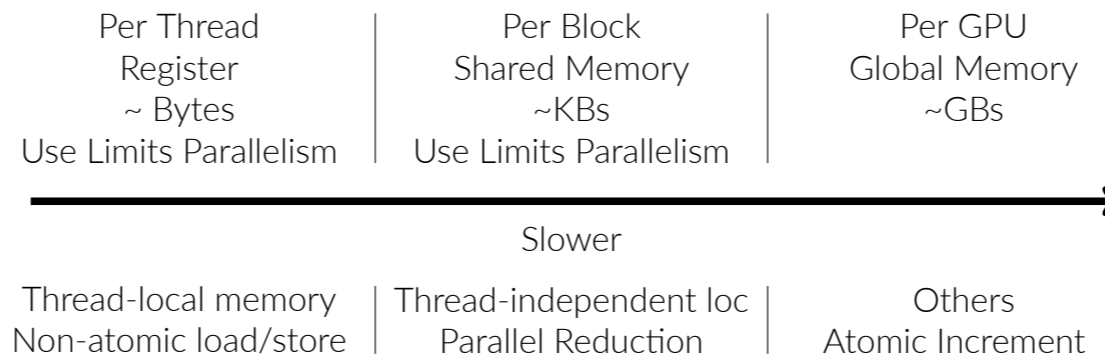 Per Thread
Register
~ Bytes
Use Limits Parallelism
Per Block
Shared Memory
~KBs
Use Limits Parallelism
Per GPU
Global Memory
~GBs
Slower
Thread-local memory
Non-atomic load/store
Thread-independent loc
Parallel Reduction
Others
Atomic Increment